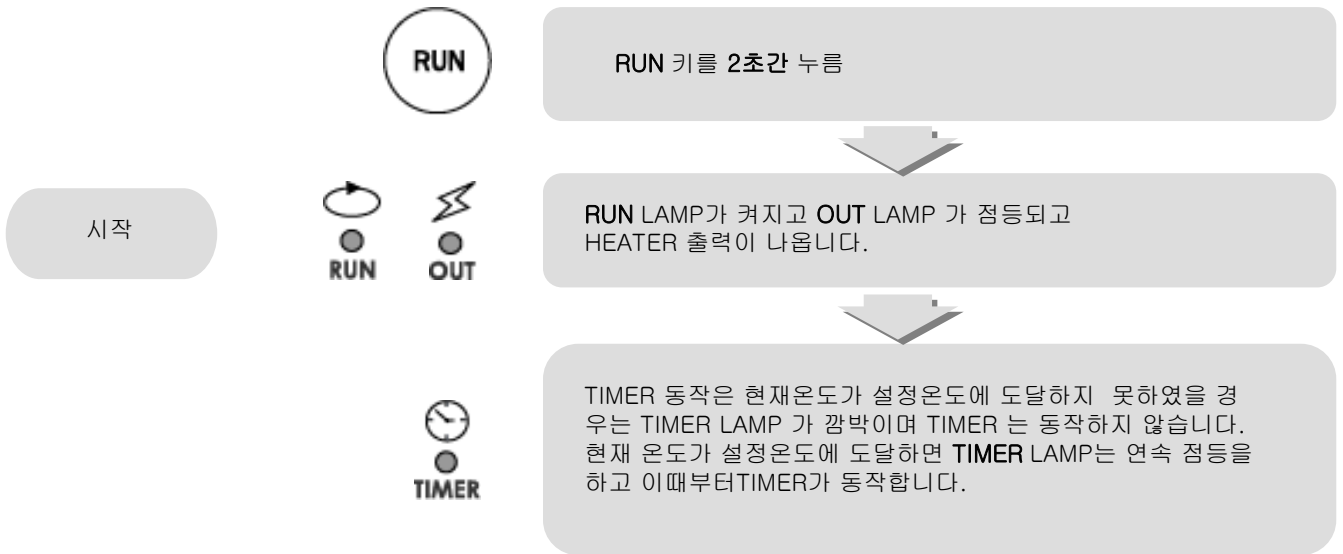 RUN
RUN 키를 2초간 누름
시작
RUN
OUT
RUN LAMP가 켜지고 OUT LAMP 가 점등되고
HEATER 출력이 나옵니다.
TIMER
TIMER 동작은 현재온도가 설정온도에 도달하지 못하였을 경
우는 TIMER LAMP 가 깜박이며 TIMER 는 동작하지 않습니다.
현재 온도가 설정온도에 도달하면 TIMER LAMP는 연속 점등을
하고 이때부터TIMER가 동작합니다.